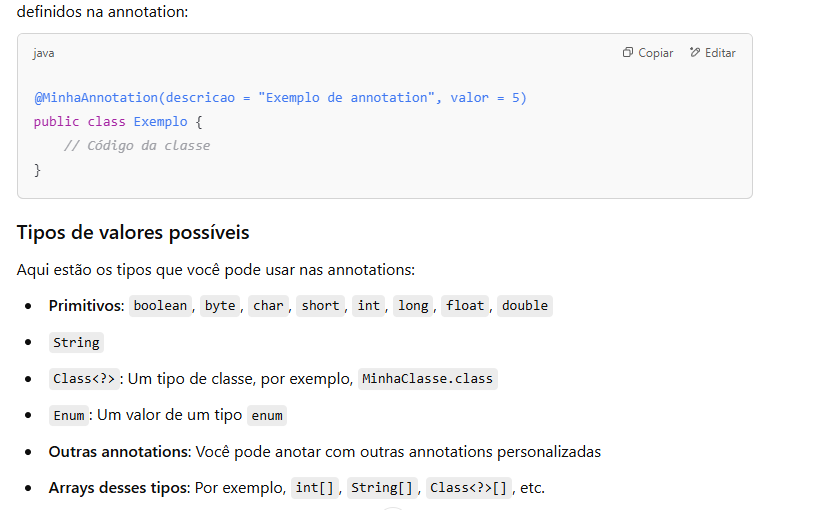 definidos na annotation:
java
Copiar
Editar
@MinhaAnnotation(descricao = "Exemplo de annotation", valor = 5)
public class Exemplo {
    // Código da classe
}
Tipos de valores possíveis
Aqui estão os tipos que você pode usar nas annotations:
• Primitivos: boolean, byte, char, short, int, long, float, double
• String
• Class<?>: Um tipo de classe, por exemplo, MinhaClasse.class
• Enum: Um valor de um tipo enum
• Outras annotations: Você pode anotar com outras annotations personalizadas
• Arrays desses tipos: Por exemplo, int[], String[], Class<?>[], etc.